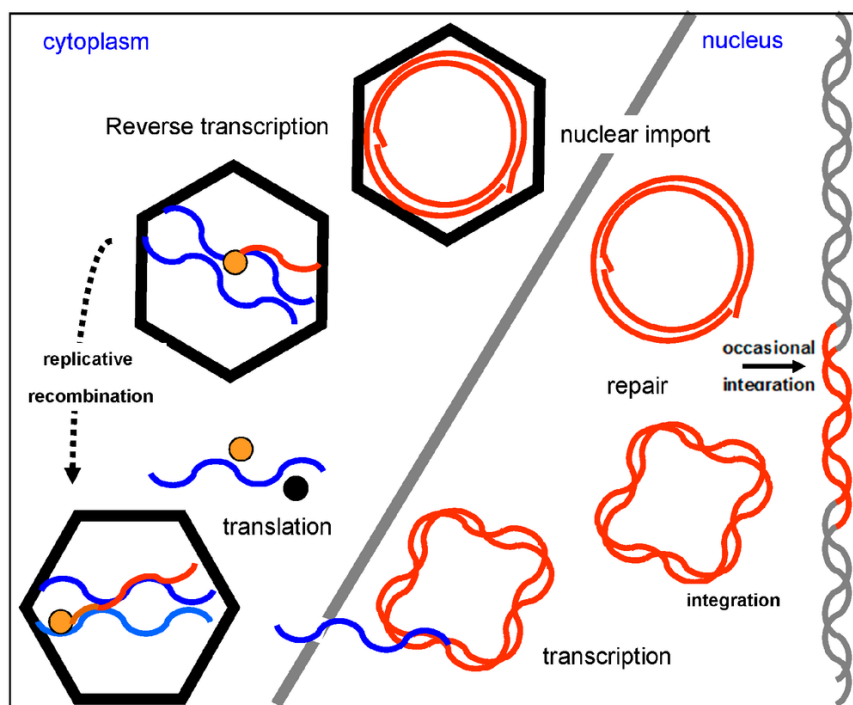 cytoplasm
nucleus
Reverse transcription
nuclear import
replicative
recombination
occasional
integration
repair
translation
integration
transcription